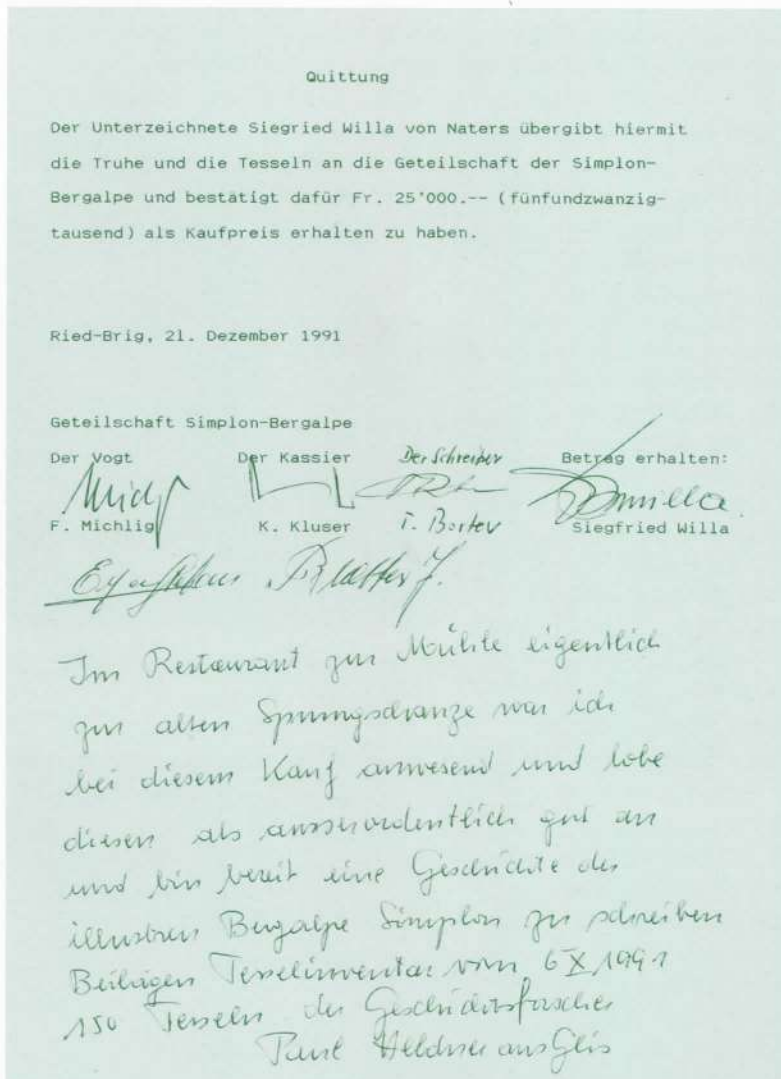 Quittung
Der Unterzeichnete Siegried Willa von Naters übergibt hiermit
die Truhe und die Tesseln an die Geteilschaft der Simplon-
Bergalpe und bestätigt dafür Fr. 25'000.-- (fünfundzwanzig-
tausend) als Kaufpreis erhalten zu haben.
Ried-Brig, 21. Dezember 1991
Geteilschaft Simplon-Bergalpe
Der Vogt Der Kassier Der Schreiber Betrag erhalten:
F. Michlig K. Kluser T. Borter Siegfried Willa
Im Restaurant zur Mühle eigentlich
zur alten Sprungschanze war ich
bei diesem Kauf anwesend und lobe
diesen als ausserordentlich gut an
und bin bereit eine Geschichte der
illustren Bergalpe Simplon zu schreiben
Beilagen Tesselinventar vom 6 X 1991
150 Tesseln der Geschichtsforscher
Paul Heldner aus Glis